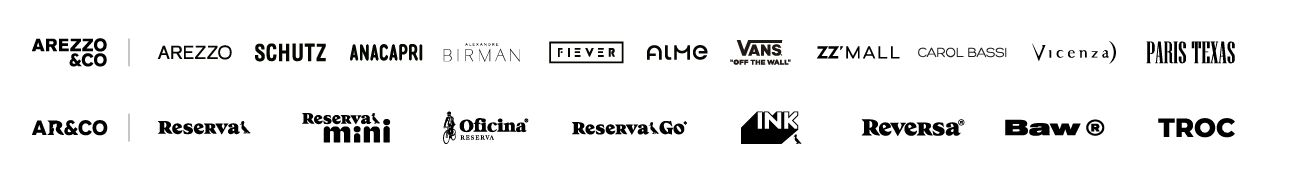 AREZZO
&CO
AREZZO
SCHUTZ
ANACAPRI
ALEXANDRE
BIRMAN
FIEVER
ALME
VANS
"OFF THE WALL"
ZZ'MALL
CAROL BASSI
Vicenza)
PARIS TEXAS
AR&CO
Reserva
Reserva
mini
Oficina®
RESERVA
Reserva Go
INK
Reversa®
Baw ®
TROC